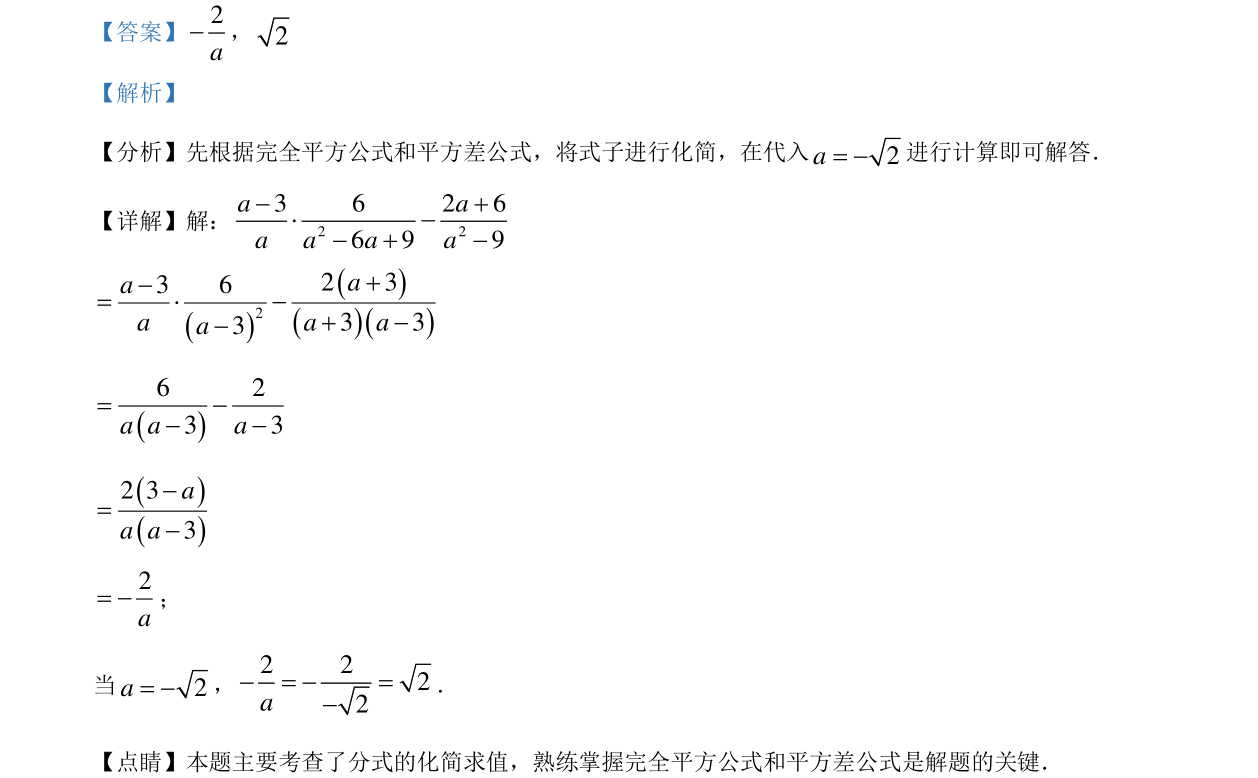 【答案】$-\frac{2}{a}$，$\sqrt{2}$
【解析】
【分析】先根据完全平方公式和平方差公式，将式子进行化简，在代入$a=-\sqrt{2}$进行计算即可解答．
【详解】解：$\frac{a-3}{a}\cdot\frac{6}{a^2-6a+9}-\frac{2a+6}{a^2-9}$
$=\frac{a-3}{a}\cdot\frac{6}{(a-3)^2}-\frac{2(a+3)}{(a+3)(a-3)}$
$=\frac{6}{a(a-3)}-\frac{2}{a-3}$
$=\frac{2(3-a)}{a(a-3)}$
$=-\frac{2}{a}$；
当$a=-\sqrt{2}$，$-\frac{2}{a}=-\frac{2}{-\sqrt{2}}=\sqrt{2}$．
【点睛】本题主要考查了分式的化简求值，熟练掌握完全平方公式和平方差公式是解题的关键．